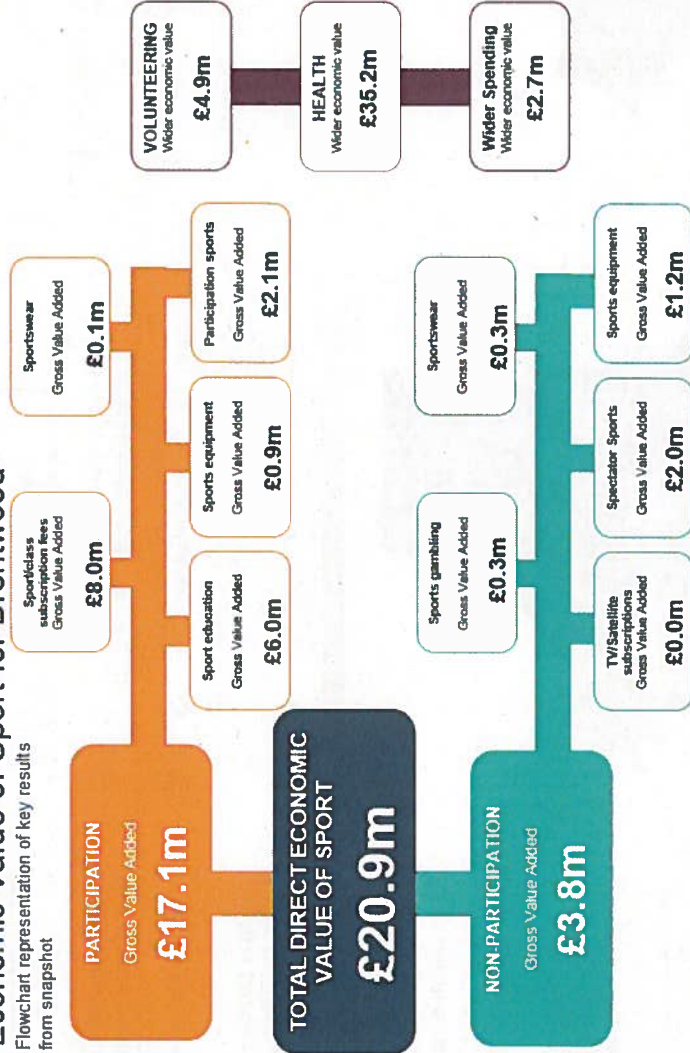 Economic Value of Sport for Brentwood
Flowchart representation of key results
from snapshot
PARTICIPATION
Gross Value Added
£17.1m
Sport/class
subscription fees
Gross Value Added
£8.0m
Sportswear
Gross Value Added
£0.1m
Sport education
Gross Value Added
£6.0m
Sports equipment
Gross Value Added
£0.9m
Participation sports
Gross Value Added
£2.1m
TOTAL DIRECT ECONOMIC
VALUE OF SPORT
£20.9m
NON-PARTICIPATION
Gross Value Added
£3.8m
Sports gambling
Gross Value Added
£0.3m
Sportswear
Gross Value Added
£0.3m
TV/Satellite
subscriptions
Gross Value Added
£0.0m
Spectator Sports
Gross Value Added
£2.0m
Sports equipment
Gross Value Added
£1.2m
VOLUNTEERING
Wider economic value
£4.9m
HEALTH
Wider economic value
£35.2m
Wider Spending
Wider economic value
£2.7m